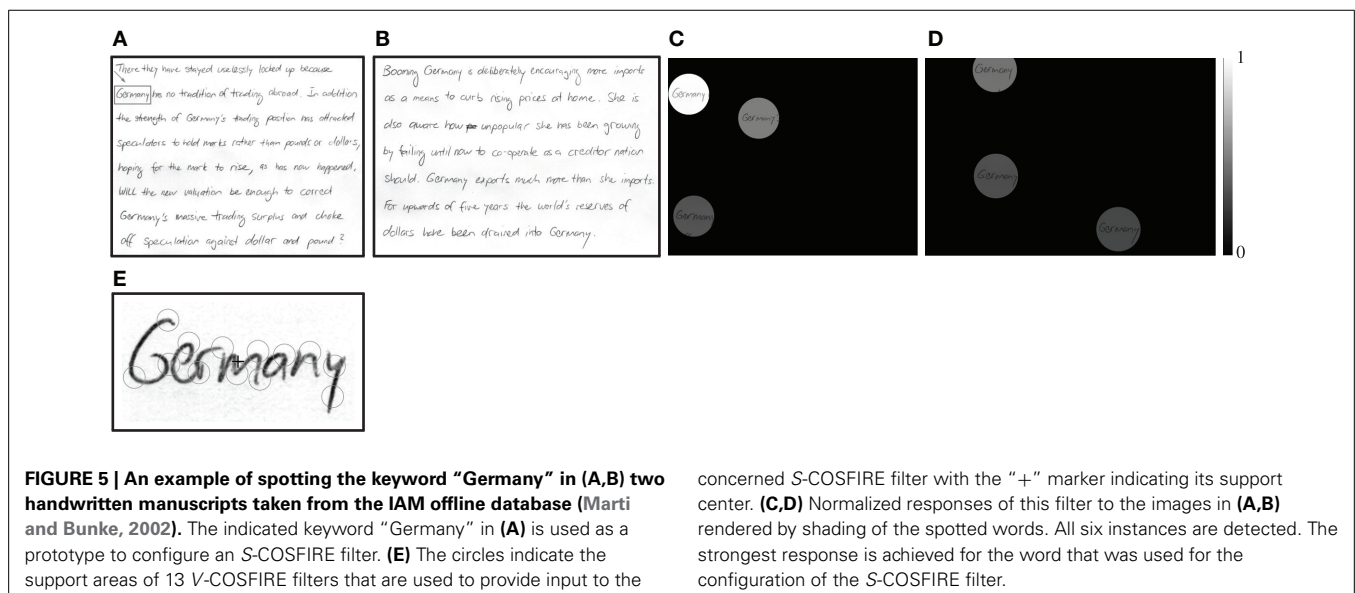 A
B
C
D
There they have stayed uselessly locked up because
Germany has no tradition of trading abroad. In addition
the strength of Germany's trading position has attracted
speculators to hold marks rather than pounds or dollars,
hoping for the mark to rise, as has now happened.
WILL the new valuation be enough to correct
Germany's massive trading surplus and choke
off speculation against dollar and pound?
Booming Germany is deliberately encouraging more imports
as a means to curb rising prices at home. She is
also aware how unpopular she has been growing
by failing until now to co-operate as a creditor nation
should. Germany exports much more than she imports.
For upwards of five years the world's reserves of
dollars have been drained into Germany.
Germany
Germany
Germany
Germany
Germany
Germany
1
0
E
Germany
FIGURE 5 | An example of spotting the keyword “Germany” in (A,B) two
handwritten manuscripts taken from the IAM offline database (Marti
and Bunke, 2002). The indicated keyword “Germany” in (A) is used as a
prototype to configure an S-COSFIRE filter. (E) The circles indicate the
support areas of 13 V-COSFIRE filters that are used to provide input to the
concerned S-COSFIRE filter with the “+” marker indicating its support
center. (C,D) Normalized responses of this filter to the images in (A,B)
rendered by shading of the spotted words. All six instances are detected. The
strongest response is achieved for the word that was used for the
configuration of the S-COSFIRE filter.